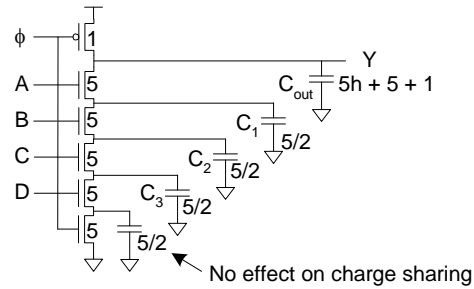 ϕ
1
Y
A
5
C_out
5h + 5 + 1
B
5
C_1
5/2
C
5
C_2
5/2
D
5
C_3
5/2
5
5/2
No effect on charge sharing